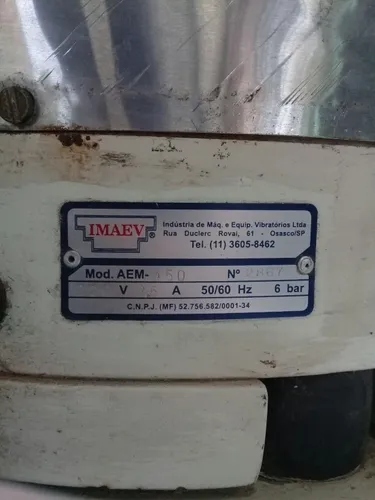 IMAEV®
Indústria de Máq. e Equip. Vibratórios Ltda
Rua Duclerc Rovai, 61 - Osasco/SP
Tel. (11) 3605-8462
Mod. AEM- Nº
V A 50/60 Hz 6 bar
C.N.P.J. (MF) 52.756.582/0001-34